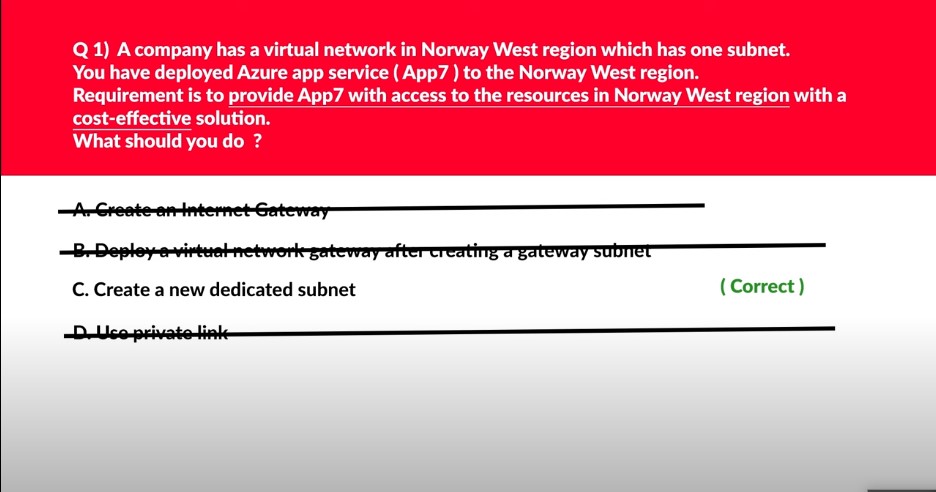 Q 1) A company has a virtual network in Norway West region which has one subnet.
You have deployed Azure app service ( App7 ) to the Norway West region.
Requirement is to provide App7 with access to the resources in Norway West region with a
cost-effective solution.
What should you do ?
A. Create an Internet Gateway
B. Deploy a virtual network gateway after creating a gateway subnet
C. Create a new dedicated subnet
( Correct )
D. Use private link